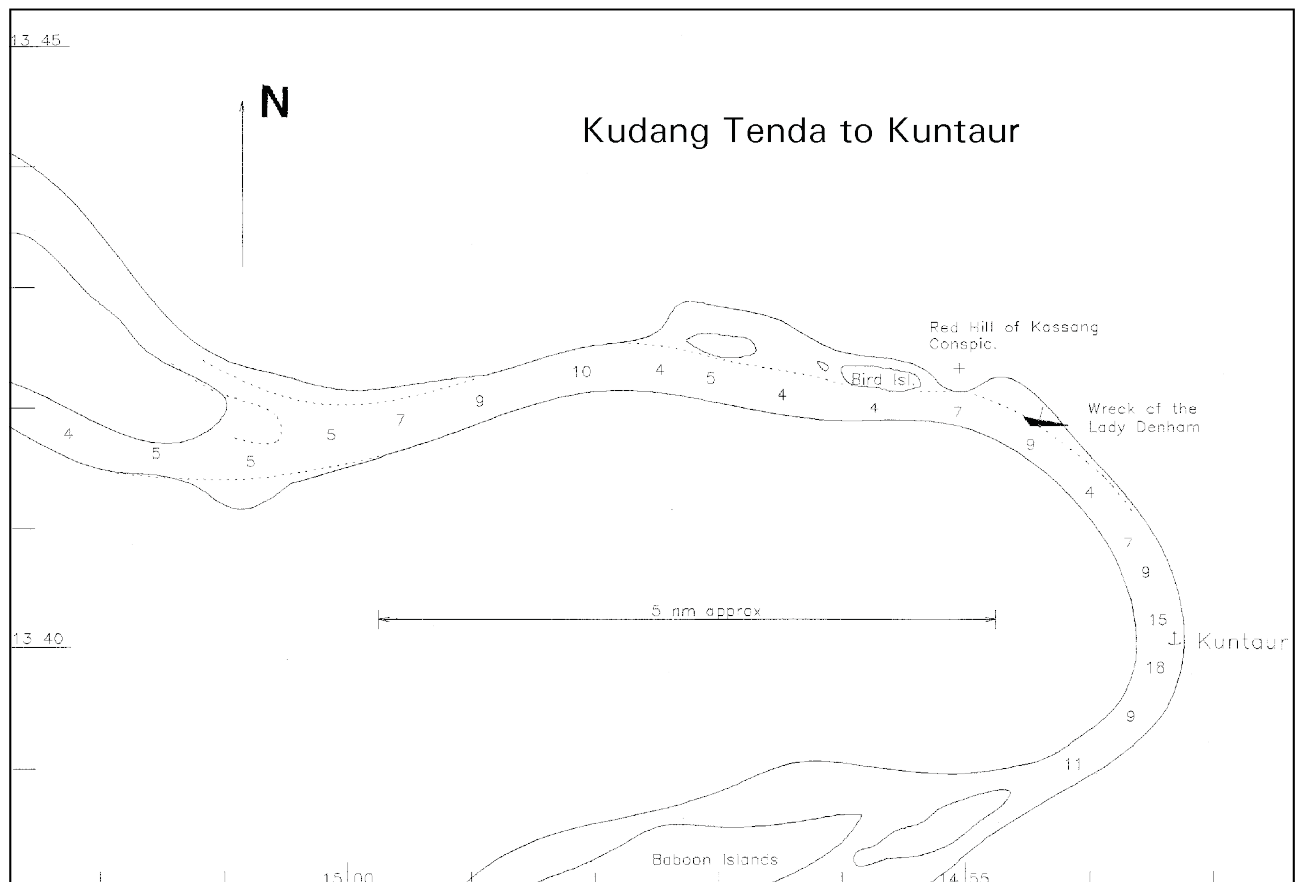 13 45
N
Kudang Tenda to Kuntaur
Red Hill of Kassang
Conspic.
10
4
5
Bird Isl.
4
4
7
Wreck of the
Lady Denham
9
7
9
5
4
5
5
4
7
9
5 nm approx
15
13 40
Kuntaur
18
9
11
Baboon Islands
15 00
14 55